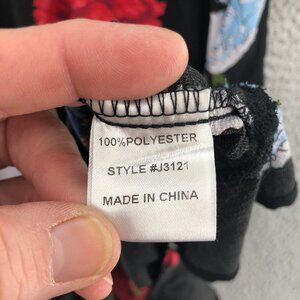 100%POLYESTER
STYLE #J3121
MADE IN CHINA